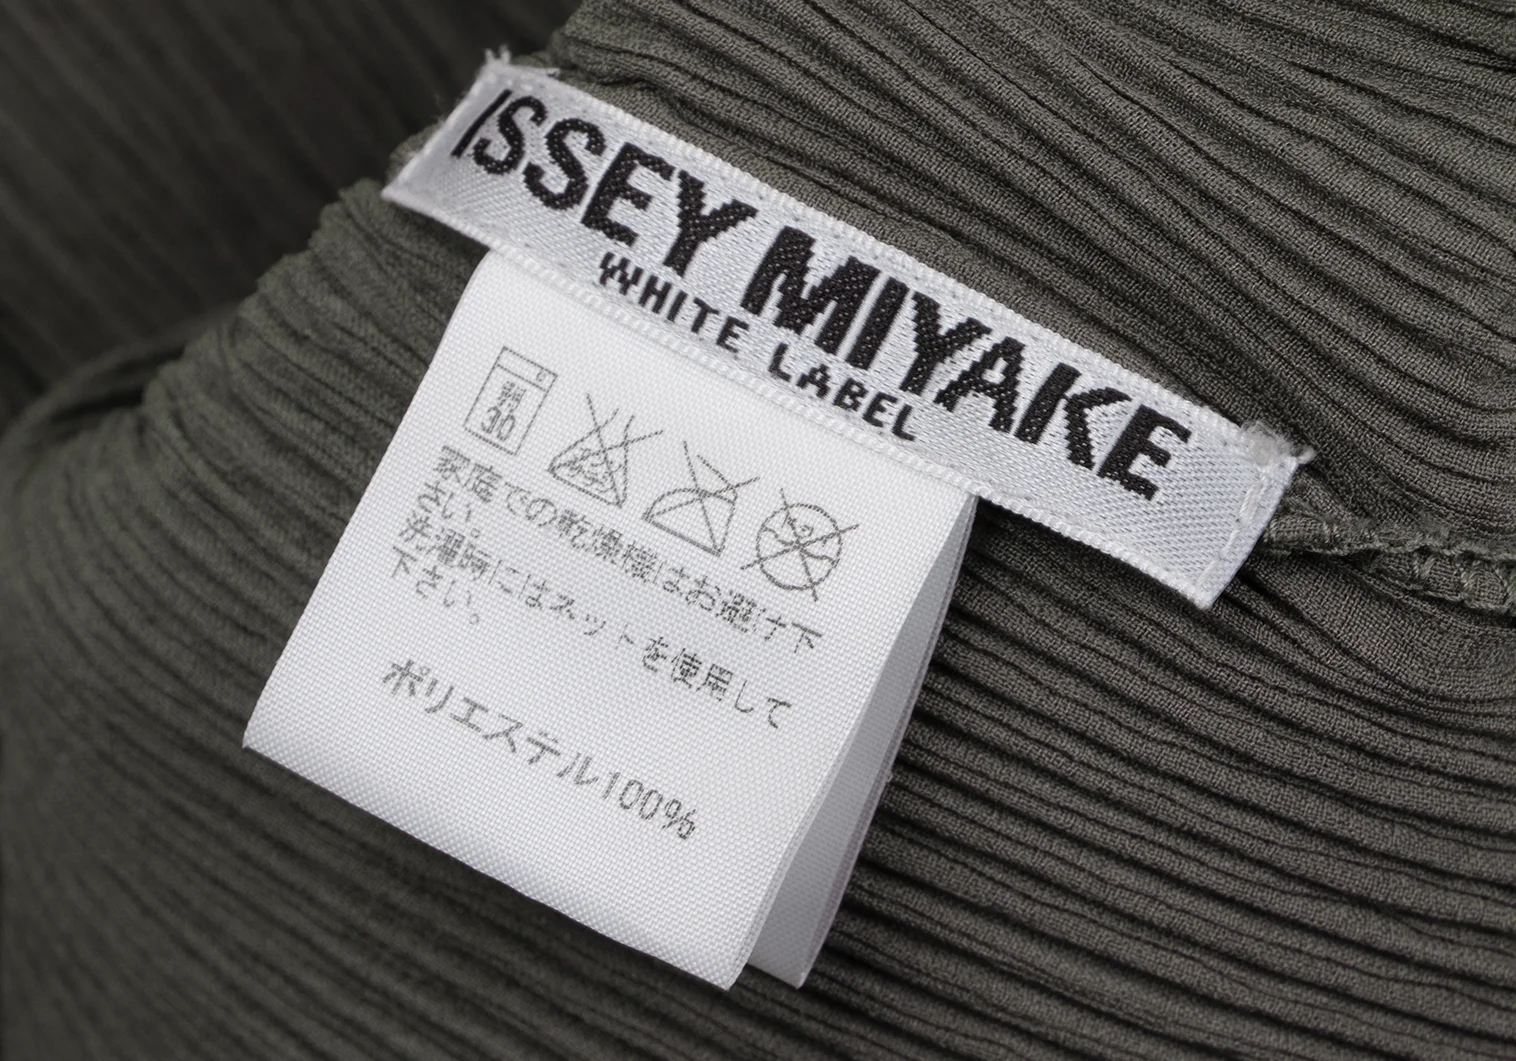 ISSEY MIYAKE
WHITE LABEL
30
家庭での乾燥機はお避け下
さい。
洗濯時にはネットを使用して
下さい。
ポリエステル100%